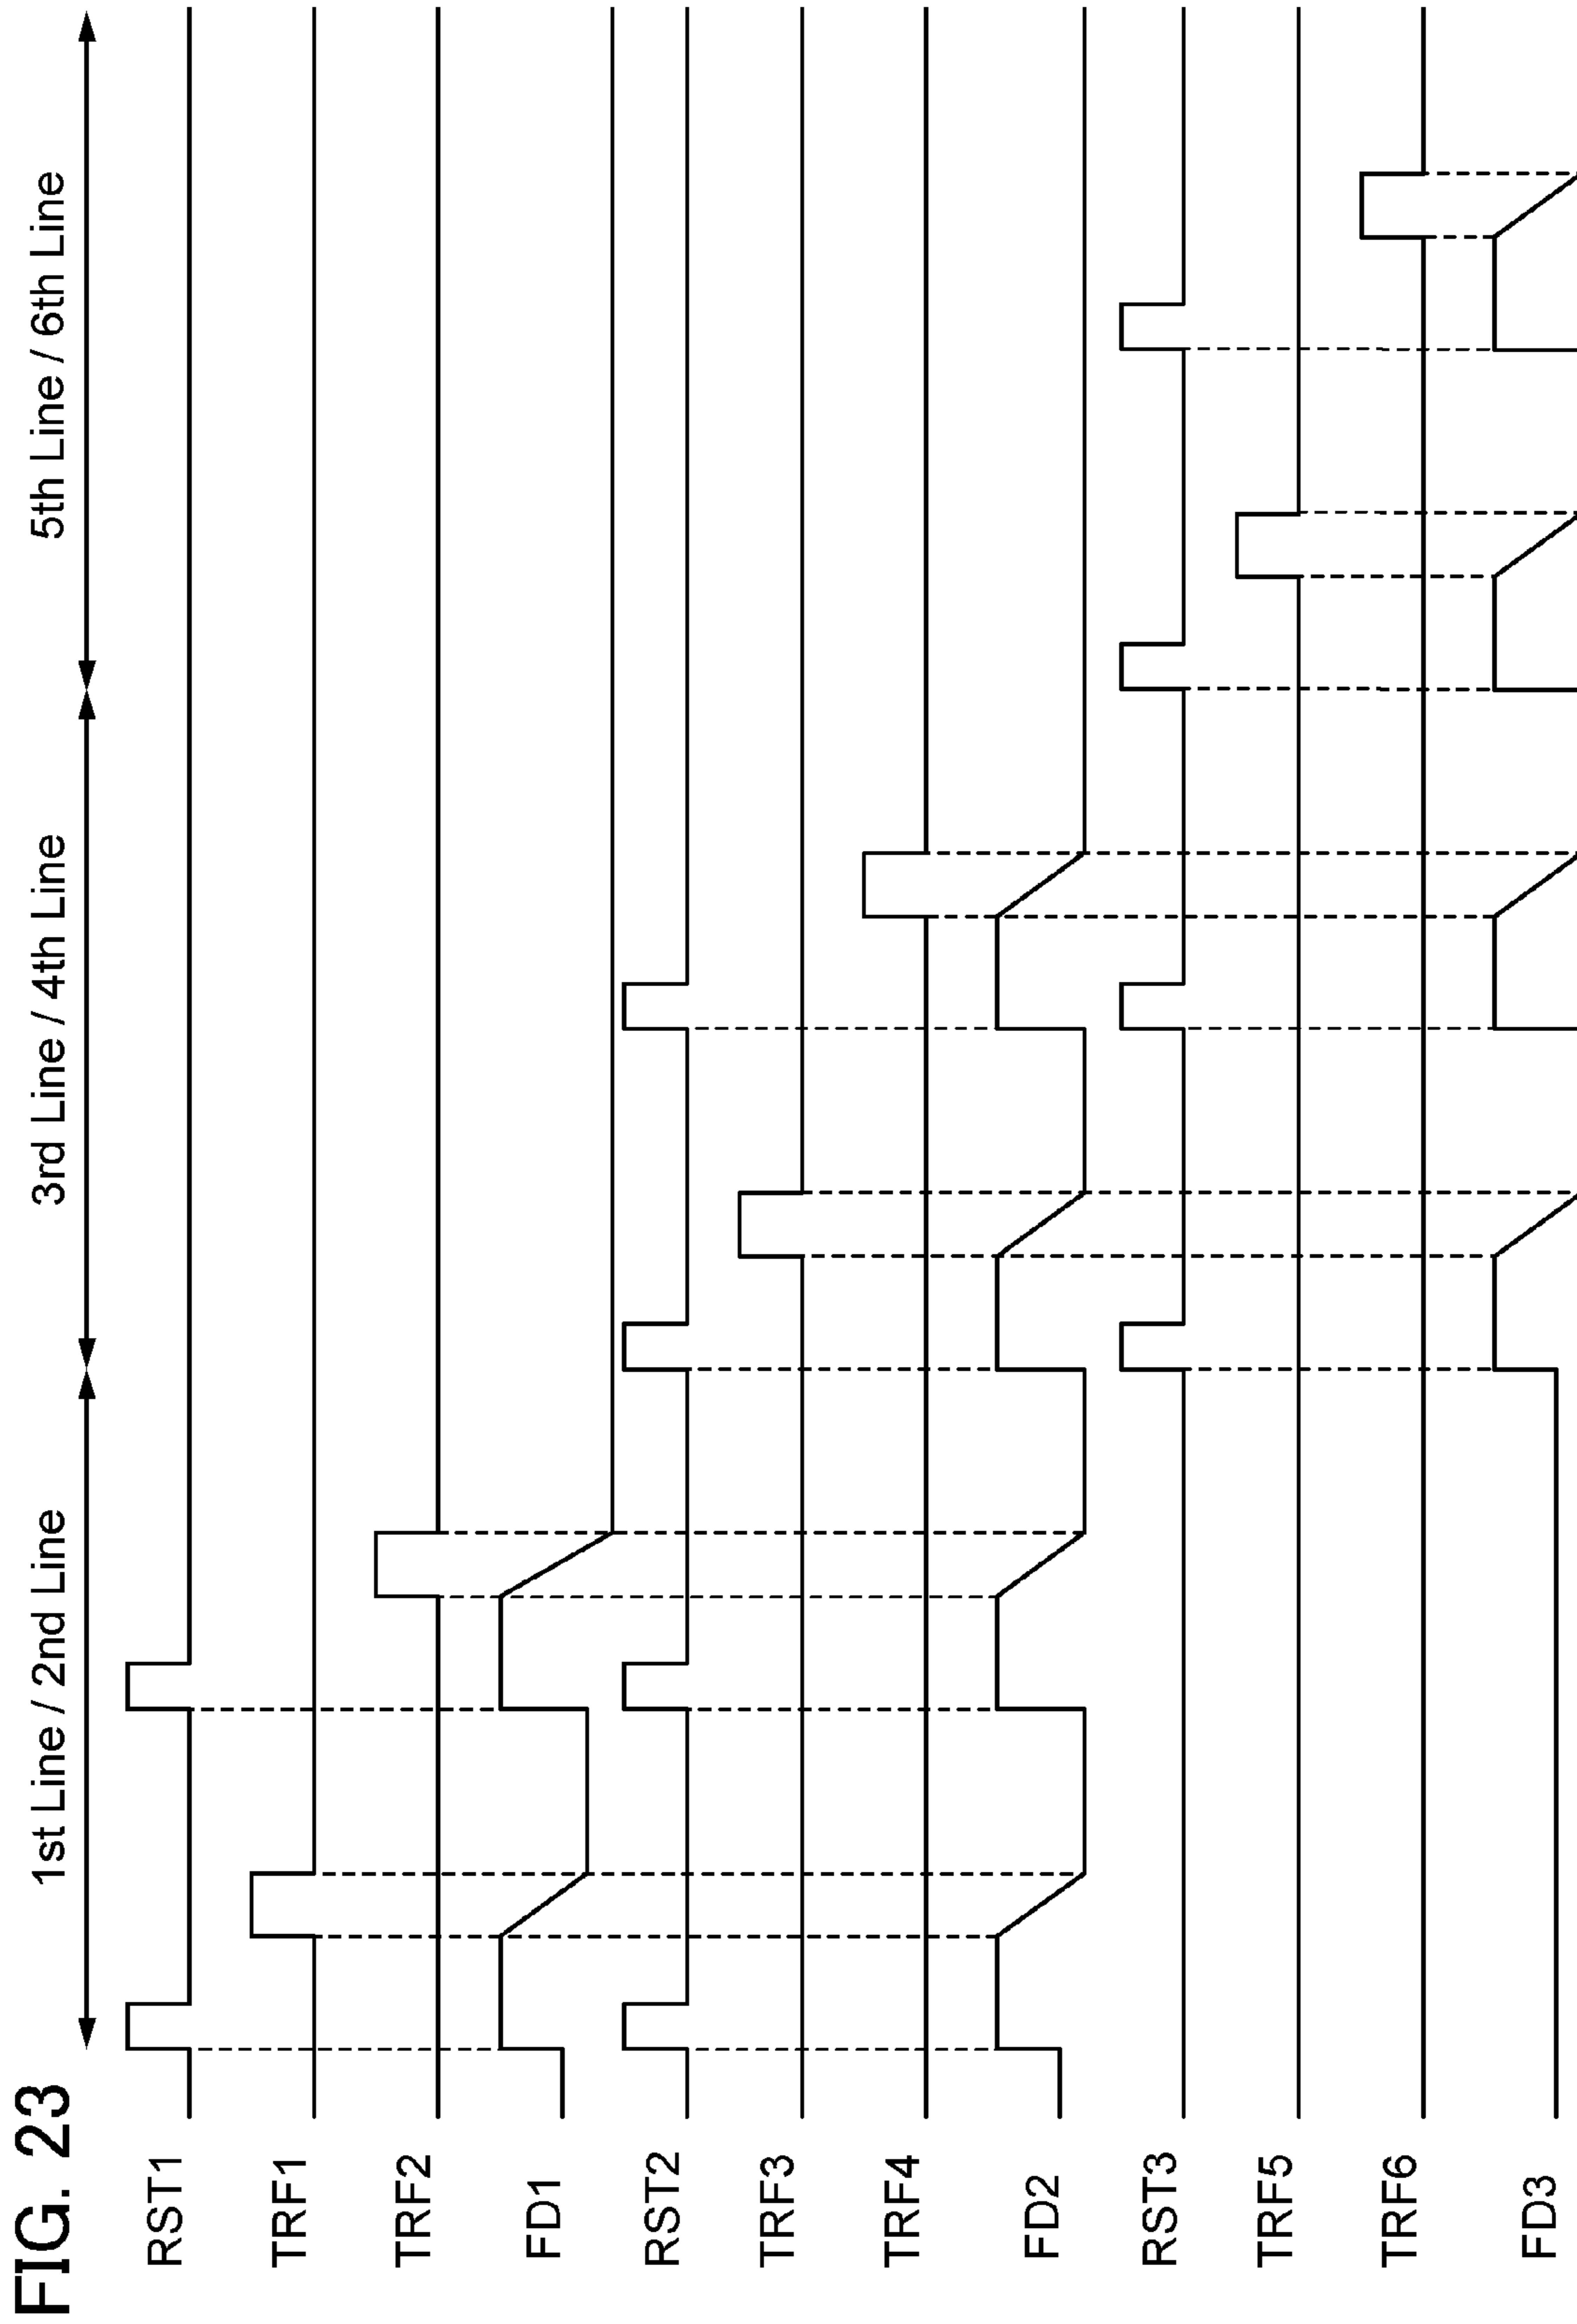 FIG. 23
1st Line / 2nd Line
3rd Line / 4th Line
5th Line / 6th Line
RST1
TRF1
TRF2
FD1
RST2
TRF3
TRF4
FD2
RST3
TRF5
TRF6
FD3